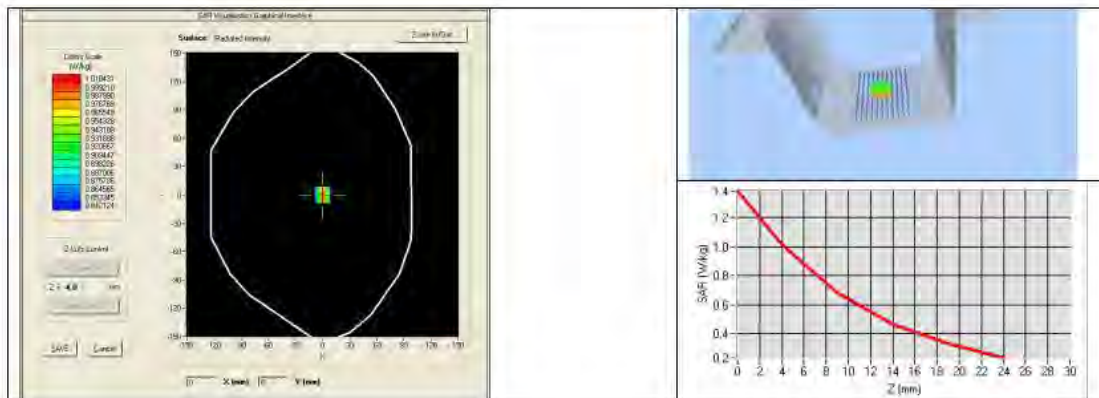 SAR Visualisation Graphical Interface
Surface: Radiated Intensity
Zoom In/Out
Colors Scale
(W/kg)
1.010431
0.999210
0.987990
0.976769
0.965549
0.954328
0.943108
0.931888
0.920667
0.909447
0.898226
0.887006
0.875785
0.864565
0.853345
0.842124
150
120
90
60
30
0
-30
-60
-90
-120
-150
-150 -120 -90 -60 -30 0 30 60 90 120 150
X
Z Cuts Control
Z = 4.0 mm
SAVE
Cancel
0 X (mm) 0 Y (mm)
1.4
1.2
1.0
0.8
0.6
0.4
0.2
SAR (W/kg)
0 2 4 6 8 10 12 14 16 18 20 22 24 26 28 30
Z (mm)